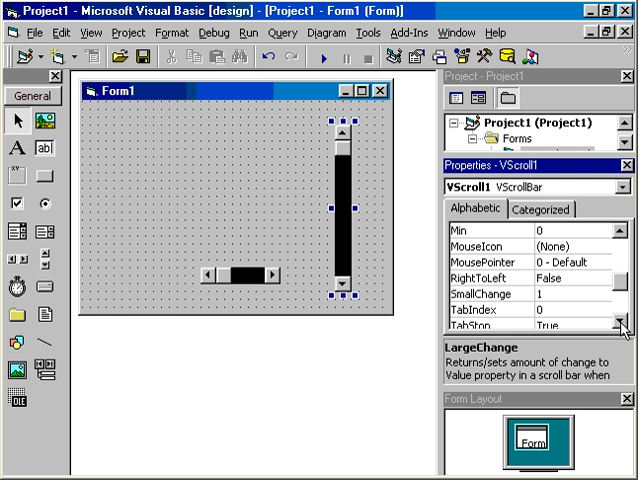 Project1 - Microsoft Visual Basic [design] - [Project1 - Form1 (Form)]
File Edit View Project Format Debug Run Query Diagram Tools Add-Ins Window Help
General
A
ab|
XY
OLE
Form1
Project - Project1
Project1 (Project1)
Forms
Properties - VScroll1
VScroll1 VScrollBar
Alphabetic Categorized
Min 0
MouseIcon (None)
MousePointer 0 - Default
RightToLeft False
SmallChange 1
TabIndex 0
TabStop True
LargeChange
Returns/sets amount of change to
Value property in a scroll bar when
Form Layout
Form